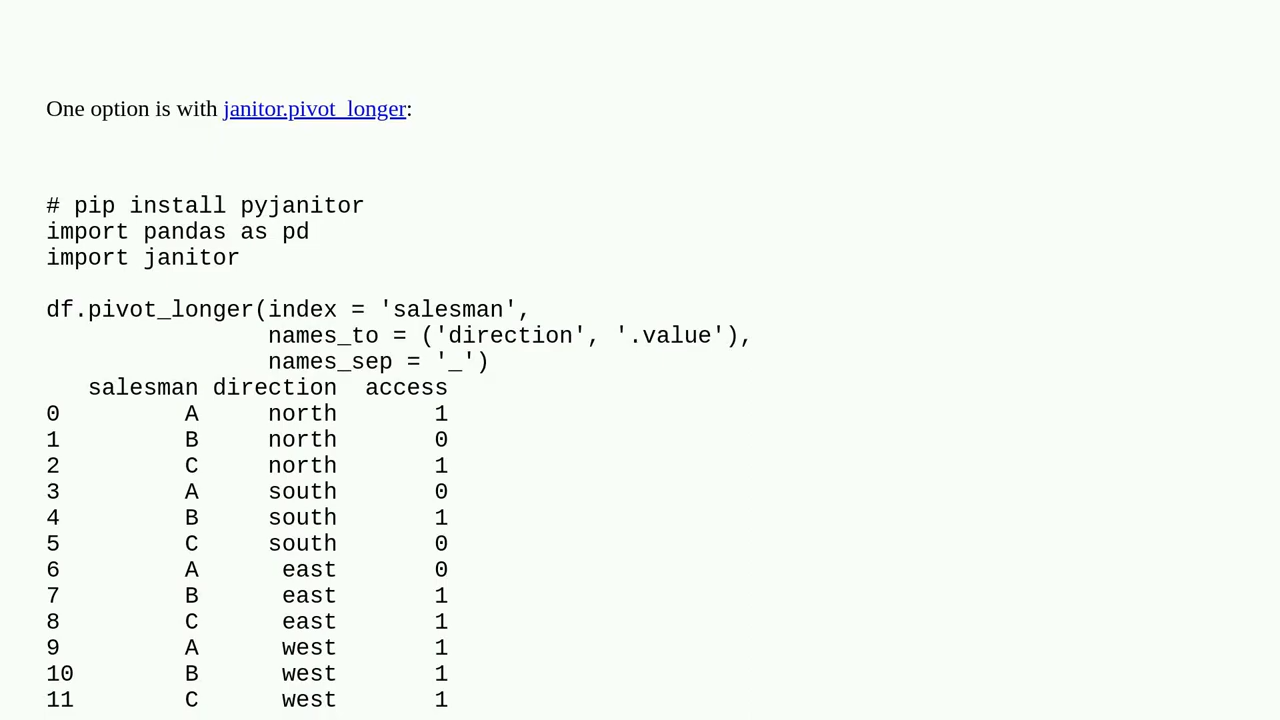 One option is with janitor.pivot_longer:
# pip install pyjanitor
import pandas as pd
import janitor
df.pivot_longer(index = 'salesman',
                names_to = ('direction', '.value'),
                names_sep = '_')
   salesman direction  access
0         A     north       1
1         B     north       0
2         C     north       1
3         A     south       0
4         B     south       1
5         C     south       0
6         A      east       0
7         B      east       1
8         C      east       1
9         A      west       1
10        B      west       1
11        C      west       1